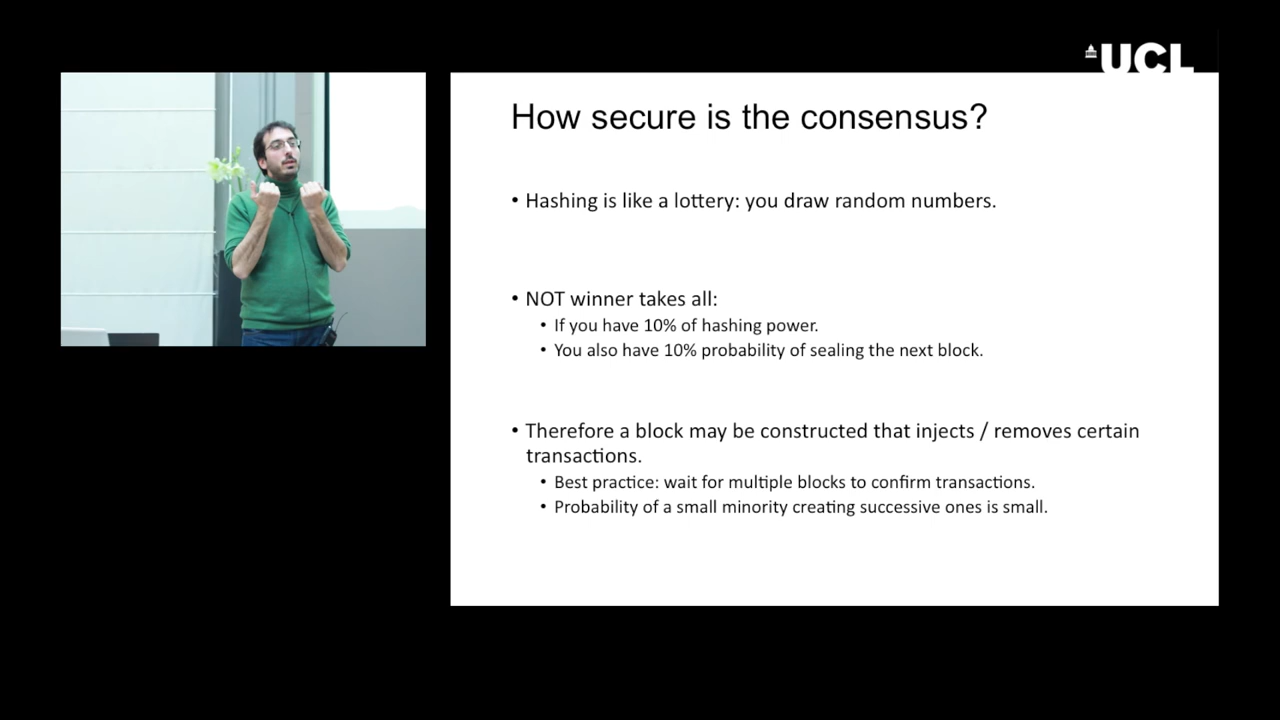 UCL
How secure is the consensus?
• Hashing is like a lottery: you draw random numbers.
• NOT winner takes all:
• If you have 10% of hashing power.
• You also have 10% probability of sealing the next block.
• Therefore a block may be constructed that injects / removes certain
transactions.
• Best practice: wait for multiple blocks to confirm transactions.
• Probability of a small minority creating successive ones is small.